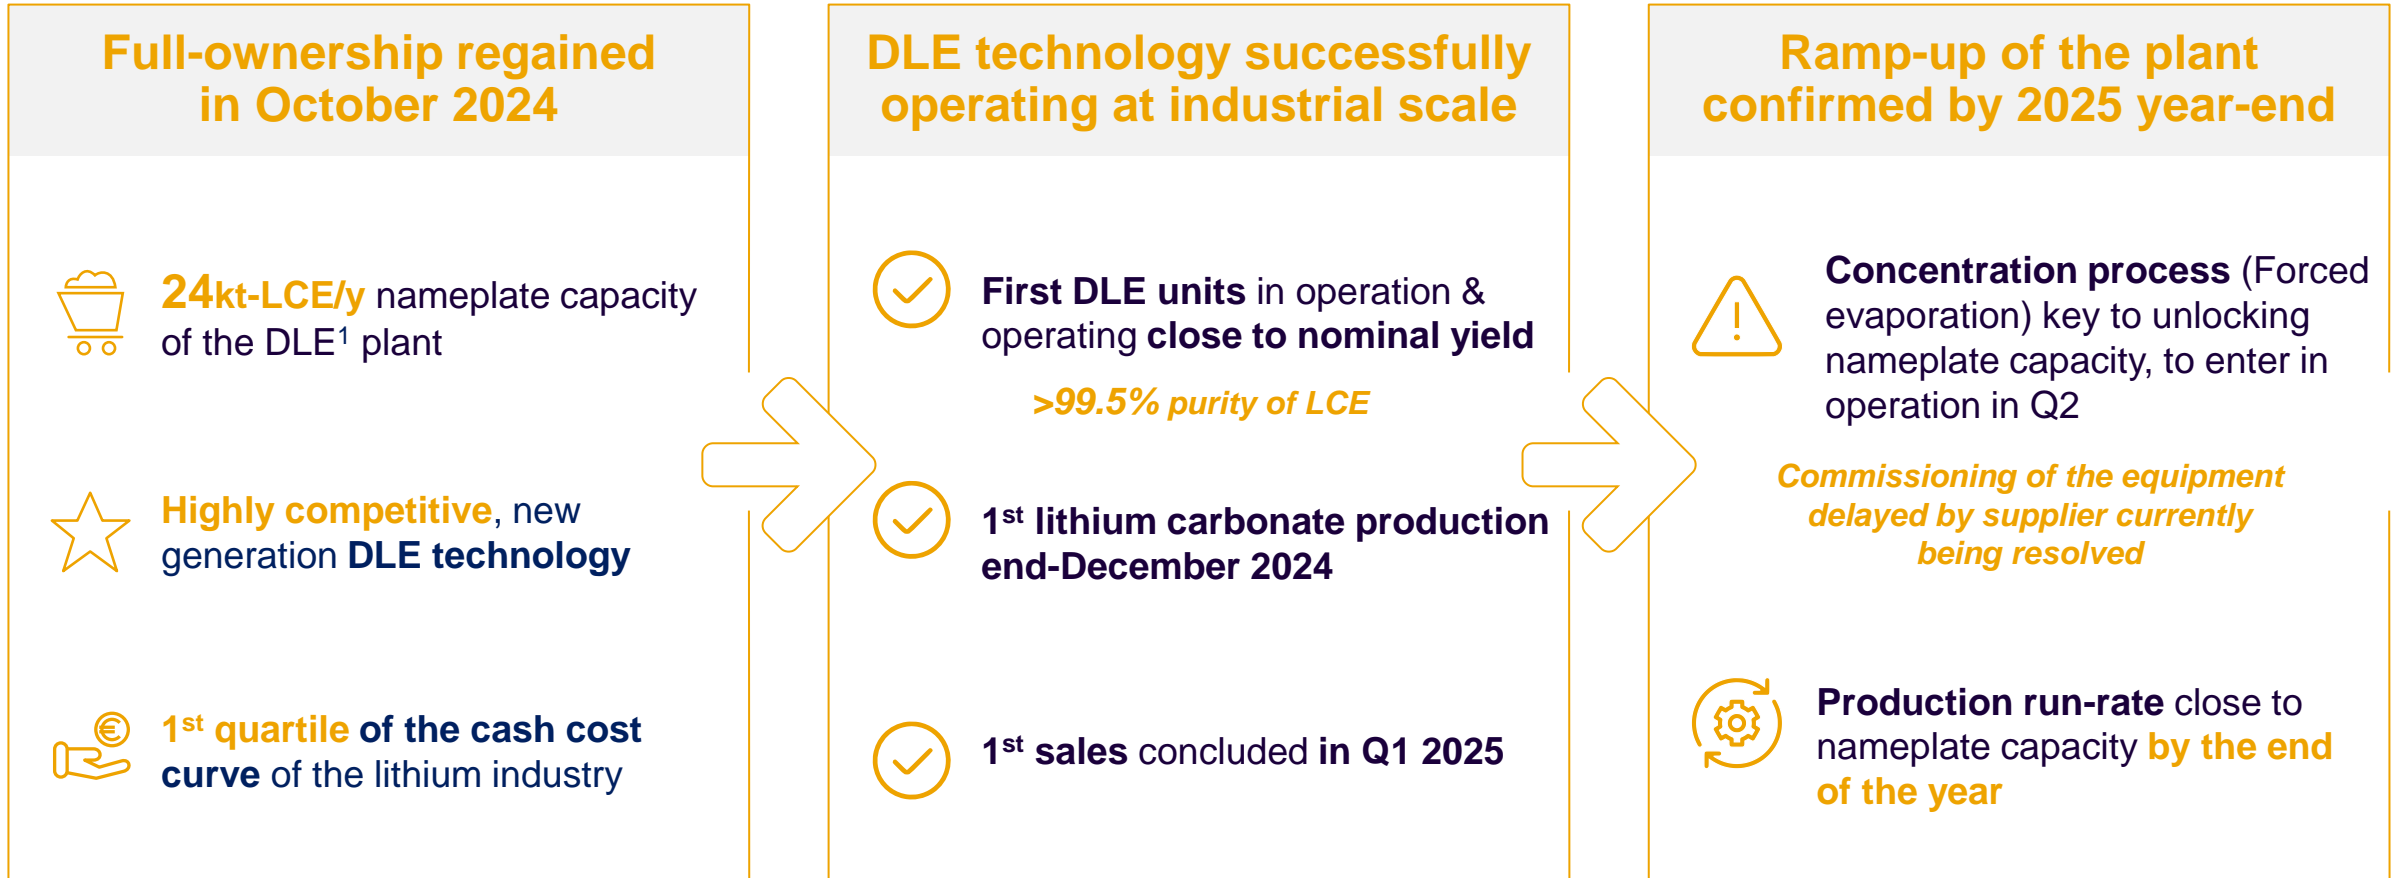 Full-ownership regained
in October 2024
24kt-LCE/y nameplate capacity
of the DLE¹ plant
Highly competitive, new
generation DLE technology
€
1st quartile of the cash cost
curve of the lithium industry
DLE technology successfully
operating at industrial scale
First DLE units in operation &
operating close to nominal yield
>99.5% purity of LCE
1st lithium carbonate production
end-December 2024
1st sales concluded in Q1 2025
Ramp-up of the plant
confirmed by 2025 year-end
Concentration process (Forced
evaporation) key to unlocking
nameplate capacity, to enter in
operation in Q2
Commissioning of the equipment
delayed by supplier currently
being resolved
Production run-rate close to
nameplate capacity by the end
of the year